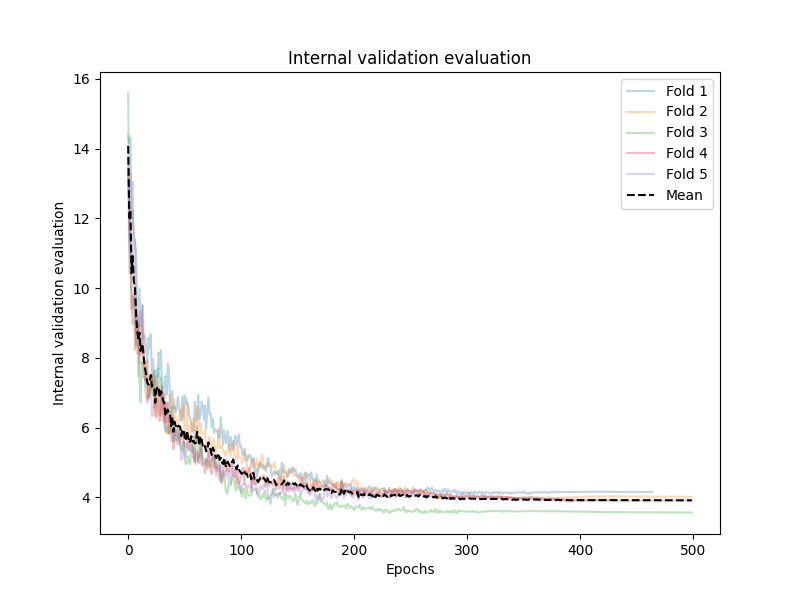 Internal validation evaluation
Internal validation evaluation
16
14
12
10
8
6
4
0
100
200
300
400
500
Epochs
Fold 1
Fold 2
Fold 3
Fold 4
Fold 5
Mean